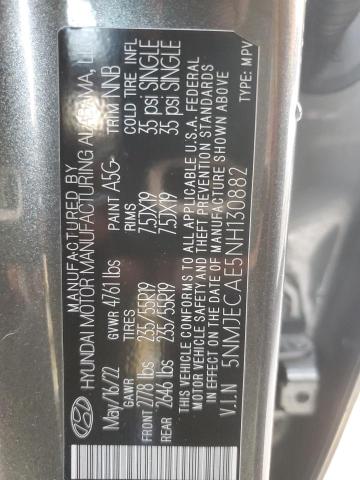 MANUFACTURED BY
HYUNDAI MOTOR MANUFACTURING ALABAMA, LLC
May/16/22 GVWR 4761 lbs PAINT A5G TRIM NNB
GAWR TIRES RIMS COLD TIRE INFL
FRONT 2778 lbs 235/55R19 7.5JX19 35 psi SINGLE
REAR 2646 lbs 235/55R19 7.5JX19 35 psi SINGLE
THIS VEHICLE CONFORMS TO ALL APPLICABLE U.S.A. FEDERAL
MOTOR VEHICLE SAFETY AND THEFT PREVENTION STANDARDS
IN EFFECT ON THE DATE OF MANUFACTURE SHOWN ABOVE
V.I.N 5NMJECAE5NH130882 TYPE: MPV